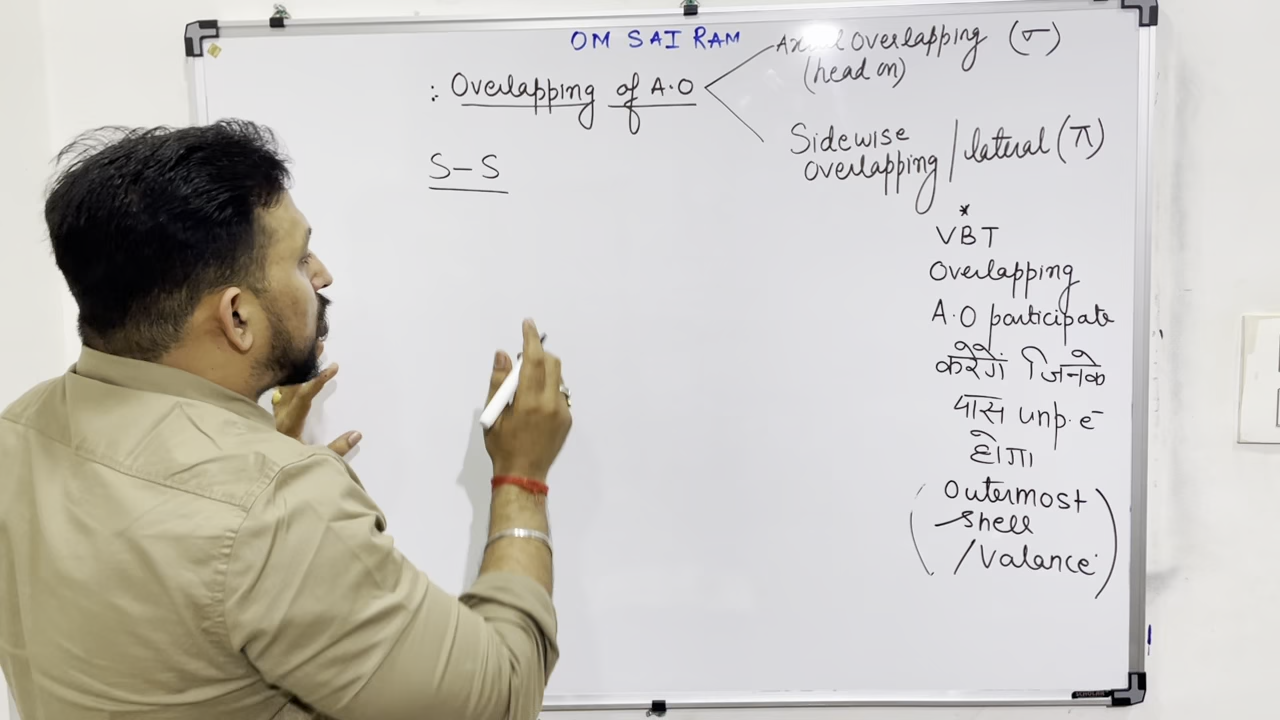 OM SAI RAM
: Overlapping of A.O
Axial overlapping (σ)
(head on)
Sidewise
overlapping / lateral (π)
S-S
*
VBT
Overlapping
A.O participate
करेगें जिनके
पास unp. e-
होगा
(Outermost
shell
/Valance)